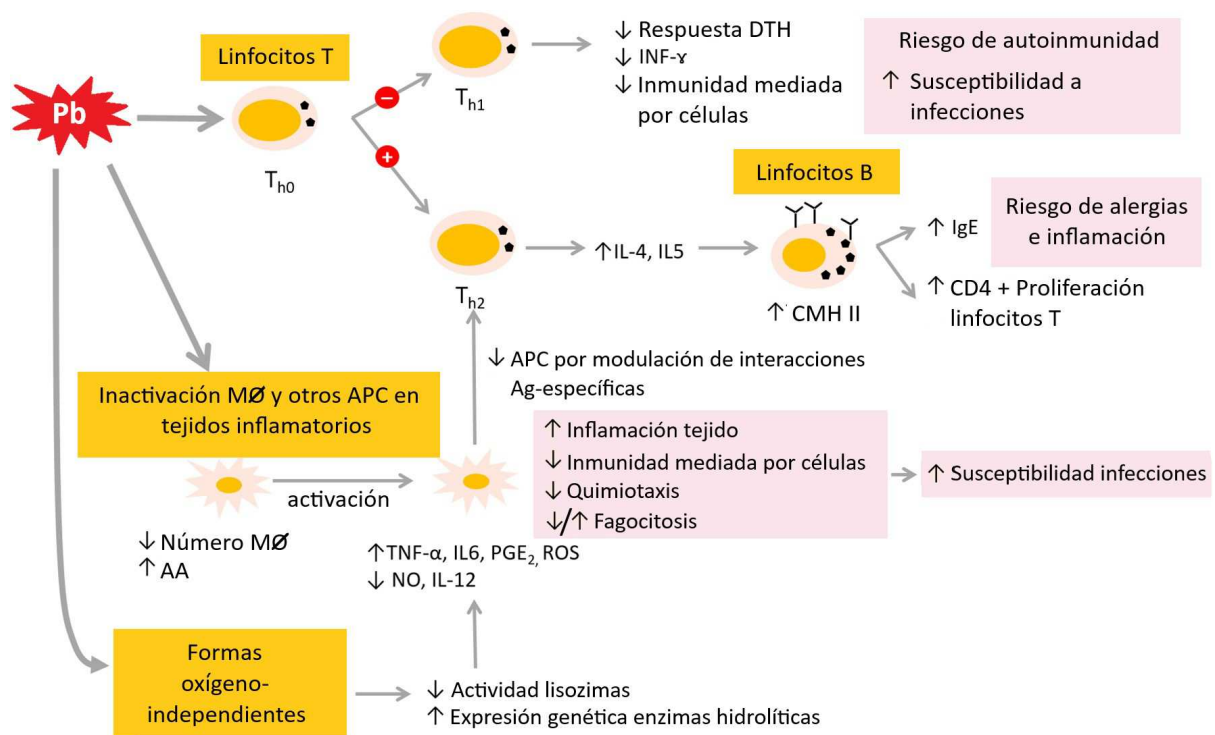 Pb
Linfocitos T
Th0
−
+
Th1
↓ Respuesta DTH
↓ INF-ɤ
↓ Inmunidad mediada
por células
Riesgo de autoinmunidad
↑ Susceptibilidad a
infecciones
Th2
↑IL-4, IL5
Linfocitos B
↑ CMH II
↑ IgE
Riesgo de alergias
e inflamación
↑ CD4 + Proliferación
linfocitos T
↓ APC por modulación de interacciones
Ag-específicas
Inactivación MØ y otros APC en
tejidos inflamatorios
activación
↓ Número MØ
↑ AA
↑TNF-α, IL6, PGE2, ROS
↓ NO, IL-12
↑ Inflamación tejido
↓ Inmunidad mediada por células
↓ Quimiotaxis
↓/↑ Fagocitosis
↑ Susceptibilidad infecciones
Formas
oxígeno-
independientes
↓ Actividad lisozimas
↑ Expresión genética enzimas hidrolíticas